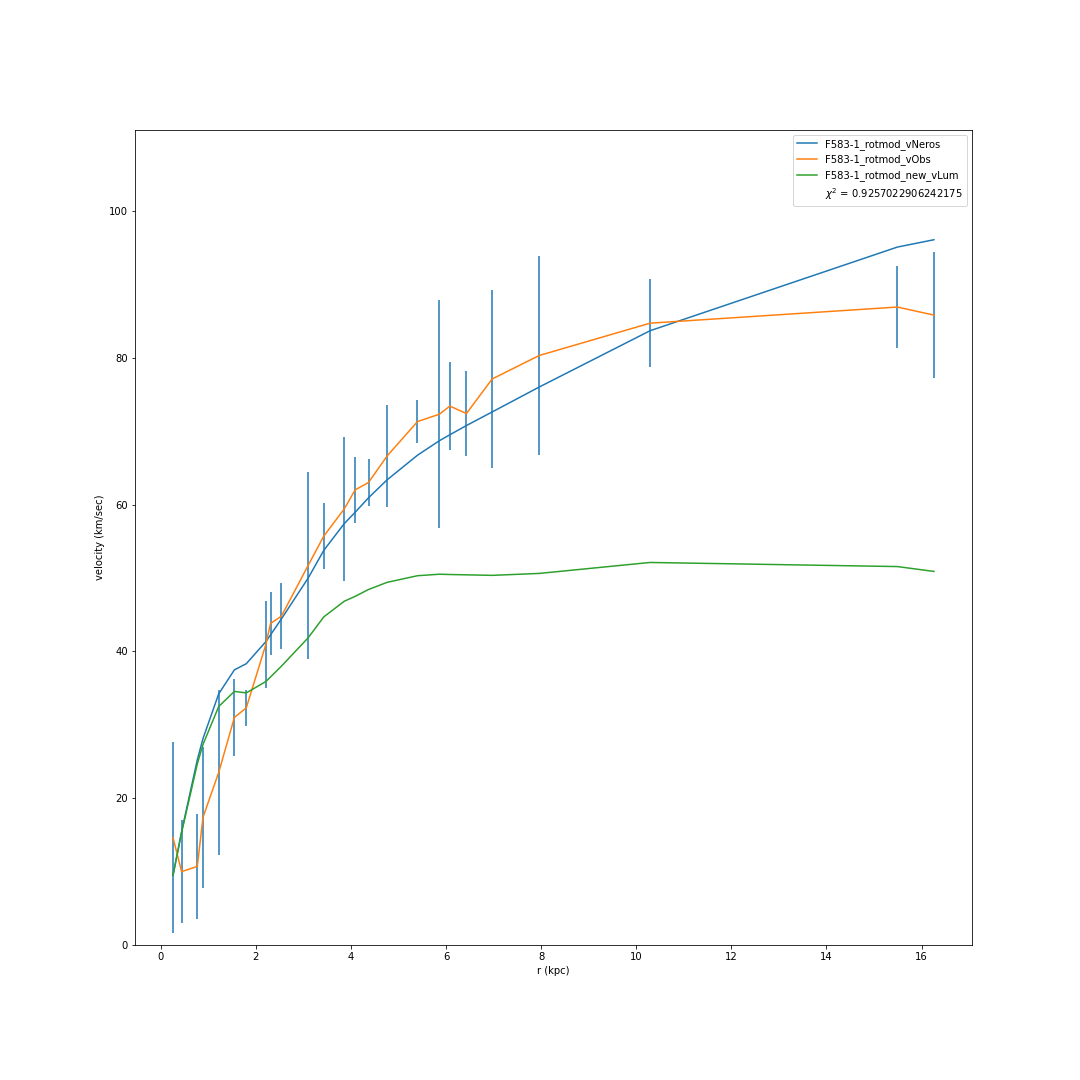 F583-1_rotmod_vNeros
F583-1_rotmod_vObs
F583-1_rotmod_new_vLum
χ² = 0.9257022906242175
100
80
60
40
20
0
velocity (km/sec)
0 2 4 6 8 10 12 14 16
r (kpc)